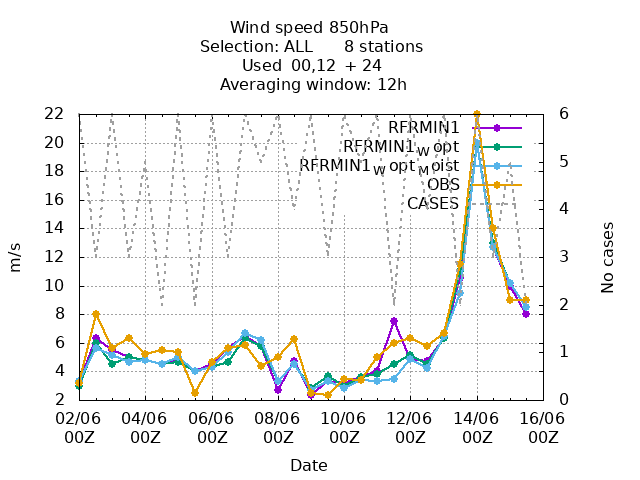 Wind speed 850hPa
Selection: ALL 8 stations
Used 00,12 + 24
Averaging window: 12h
22
20
18
16
14
12
10
8
6
4
2
m/s
6
5
4
3
2
1
0
No cases
RFRMIN1
RFRMIN1_W opt
RFRMIN1_W opt_M oist
OBS
CASES
02/06 04/06 06/06 08/06 10/06 12/06 14/06 16/06
00Z 00Z 00Z 00Z 00Z 00Z 00Z 00Z
Date